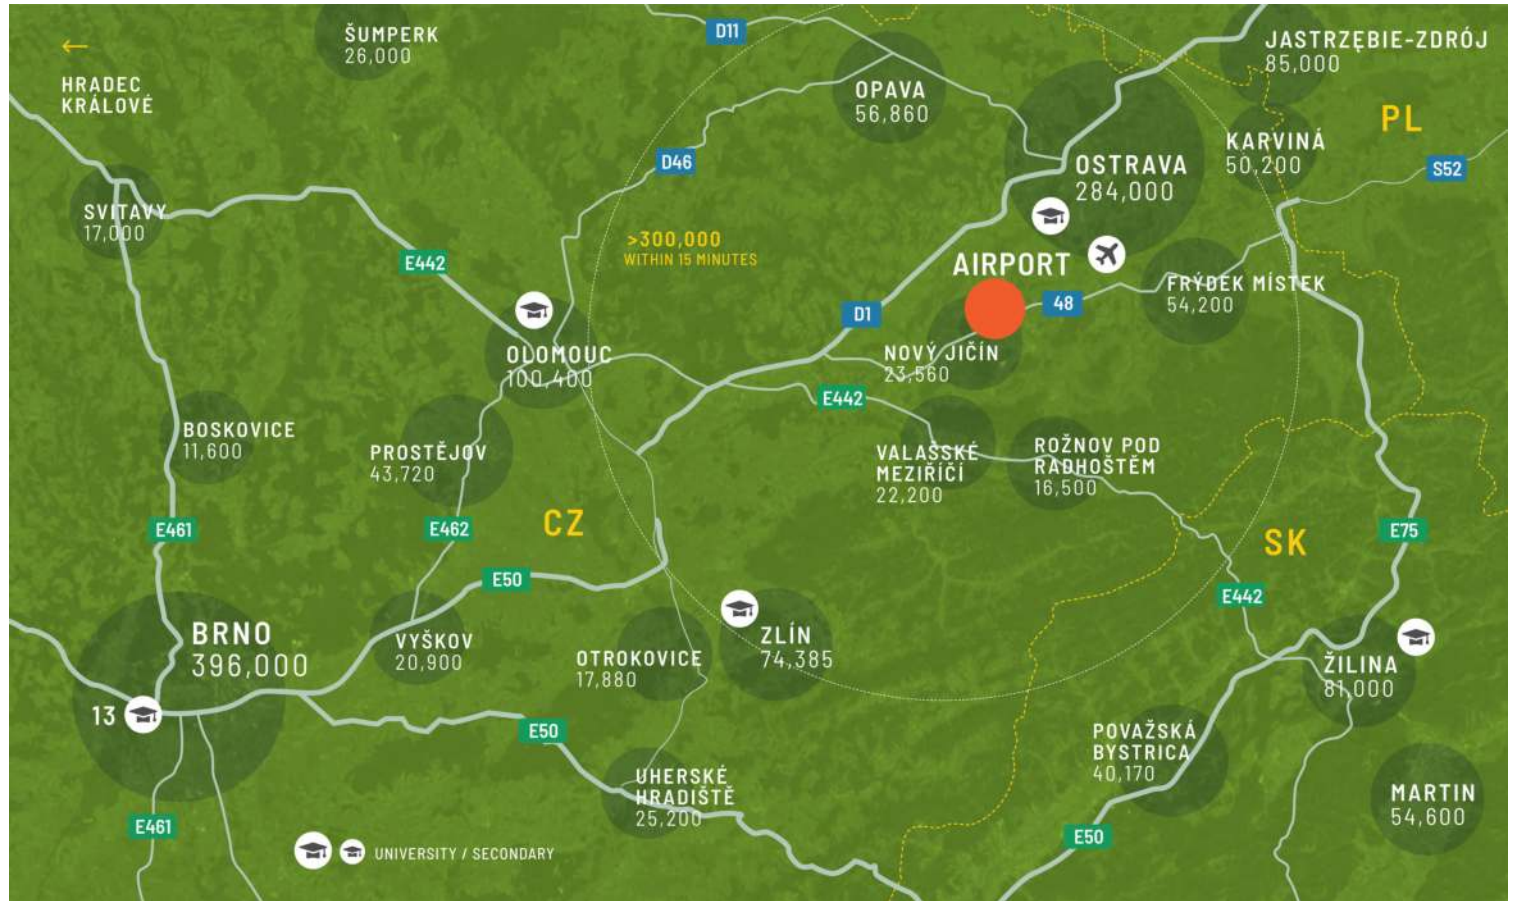 ŠUMPERK
26,000
D11
JASTRZĘBIE-ZDRÓJ
85,000
←
HRADEC
KRÁLOVÉ
OPAVA
56,860
PL
KARVINÁ
50,200
D46
OSTRAVA
284,000
S52
SVITAVY
17,000
>300,000
WITHIN 15 MINUTES
E442
AIRPORT
FRÝDEK MÍSTEK
54,200
48
D1
OLOMOUC
100,400
NOVÝ JIČÍN
23,560
E442
BOSKOVICE
11,600
PROSTĚJOV
43,720
VALAŠSKÉ
MEZIŘÍČÍ
22,200
ROŽNOV POD
RADHOŠTĚM
16,500
E461
E462
CZ
SK
E75
E50
E442
BRNO
396,000
VYŠKOV
20,900
OTROKOVICE
17,880
ZLÍN
74,385
ŽILINA
81,000
13
E50
POVAŽSKÁ
BYSTRICA
40,170
UHERSKÉ
HRADIŠTĚ
25,200
MARTIN
54,600
E461
E50
UNIVERSITY / SECONDARY